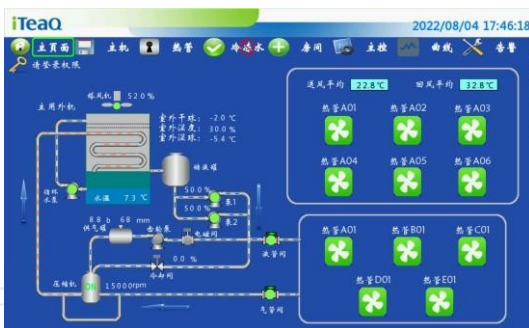 iTeaQ
2022/08/04 17:46:18
主页面 主机 热管 冷冻水 房间 主控 曲线 告警
请登录权限
塔风机 52.0 %
主用外机
室外干球: -2.0 ℃
室外湿度: 30.0 %
室外湿球: -5.4 ℃
储液罐
循环水泵
水温 7.3 ℃
50.0 %
泵1
50.0 %
泵2
8.8 b 68 mm
供气罐
齿轮泵
电磁阀
液管阀
0.0 %
冷却阀
压缩机
ON
15000rpm
气管阀
送风平均 22.8℃ 回风平均 32.8℃
热管A01 热管A02 热管A03
热管A04 热管A05 热管A06
热管A01 热管B01 热管C01
热管D01 热管E01